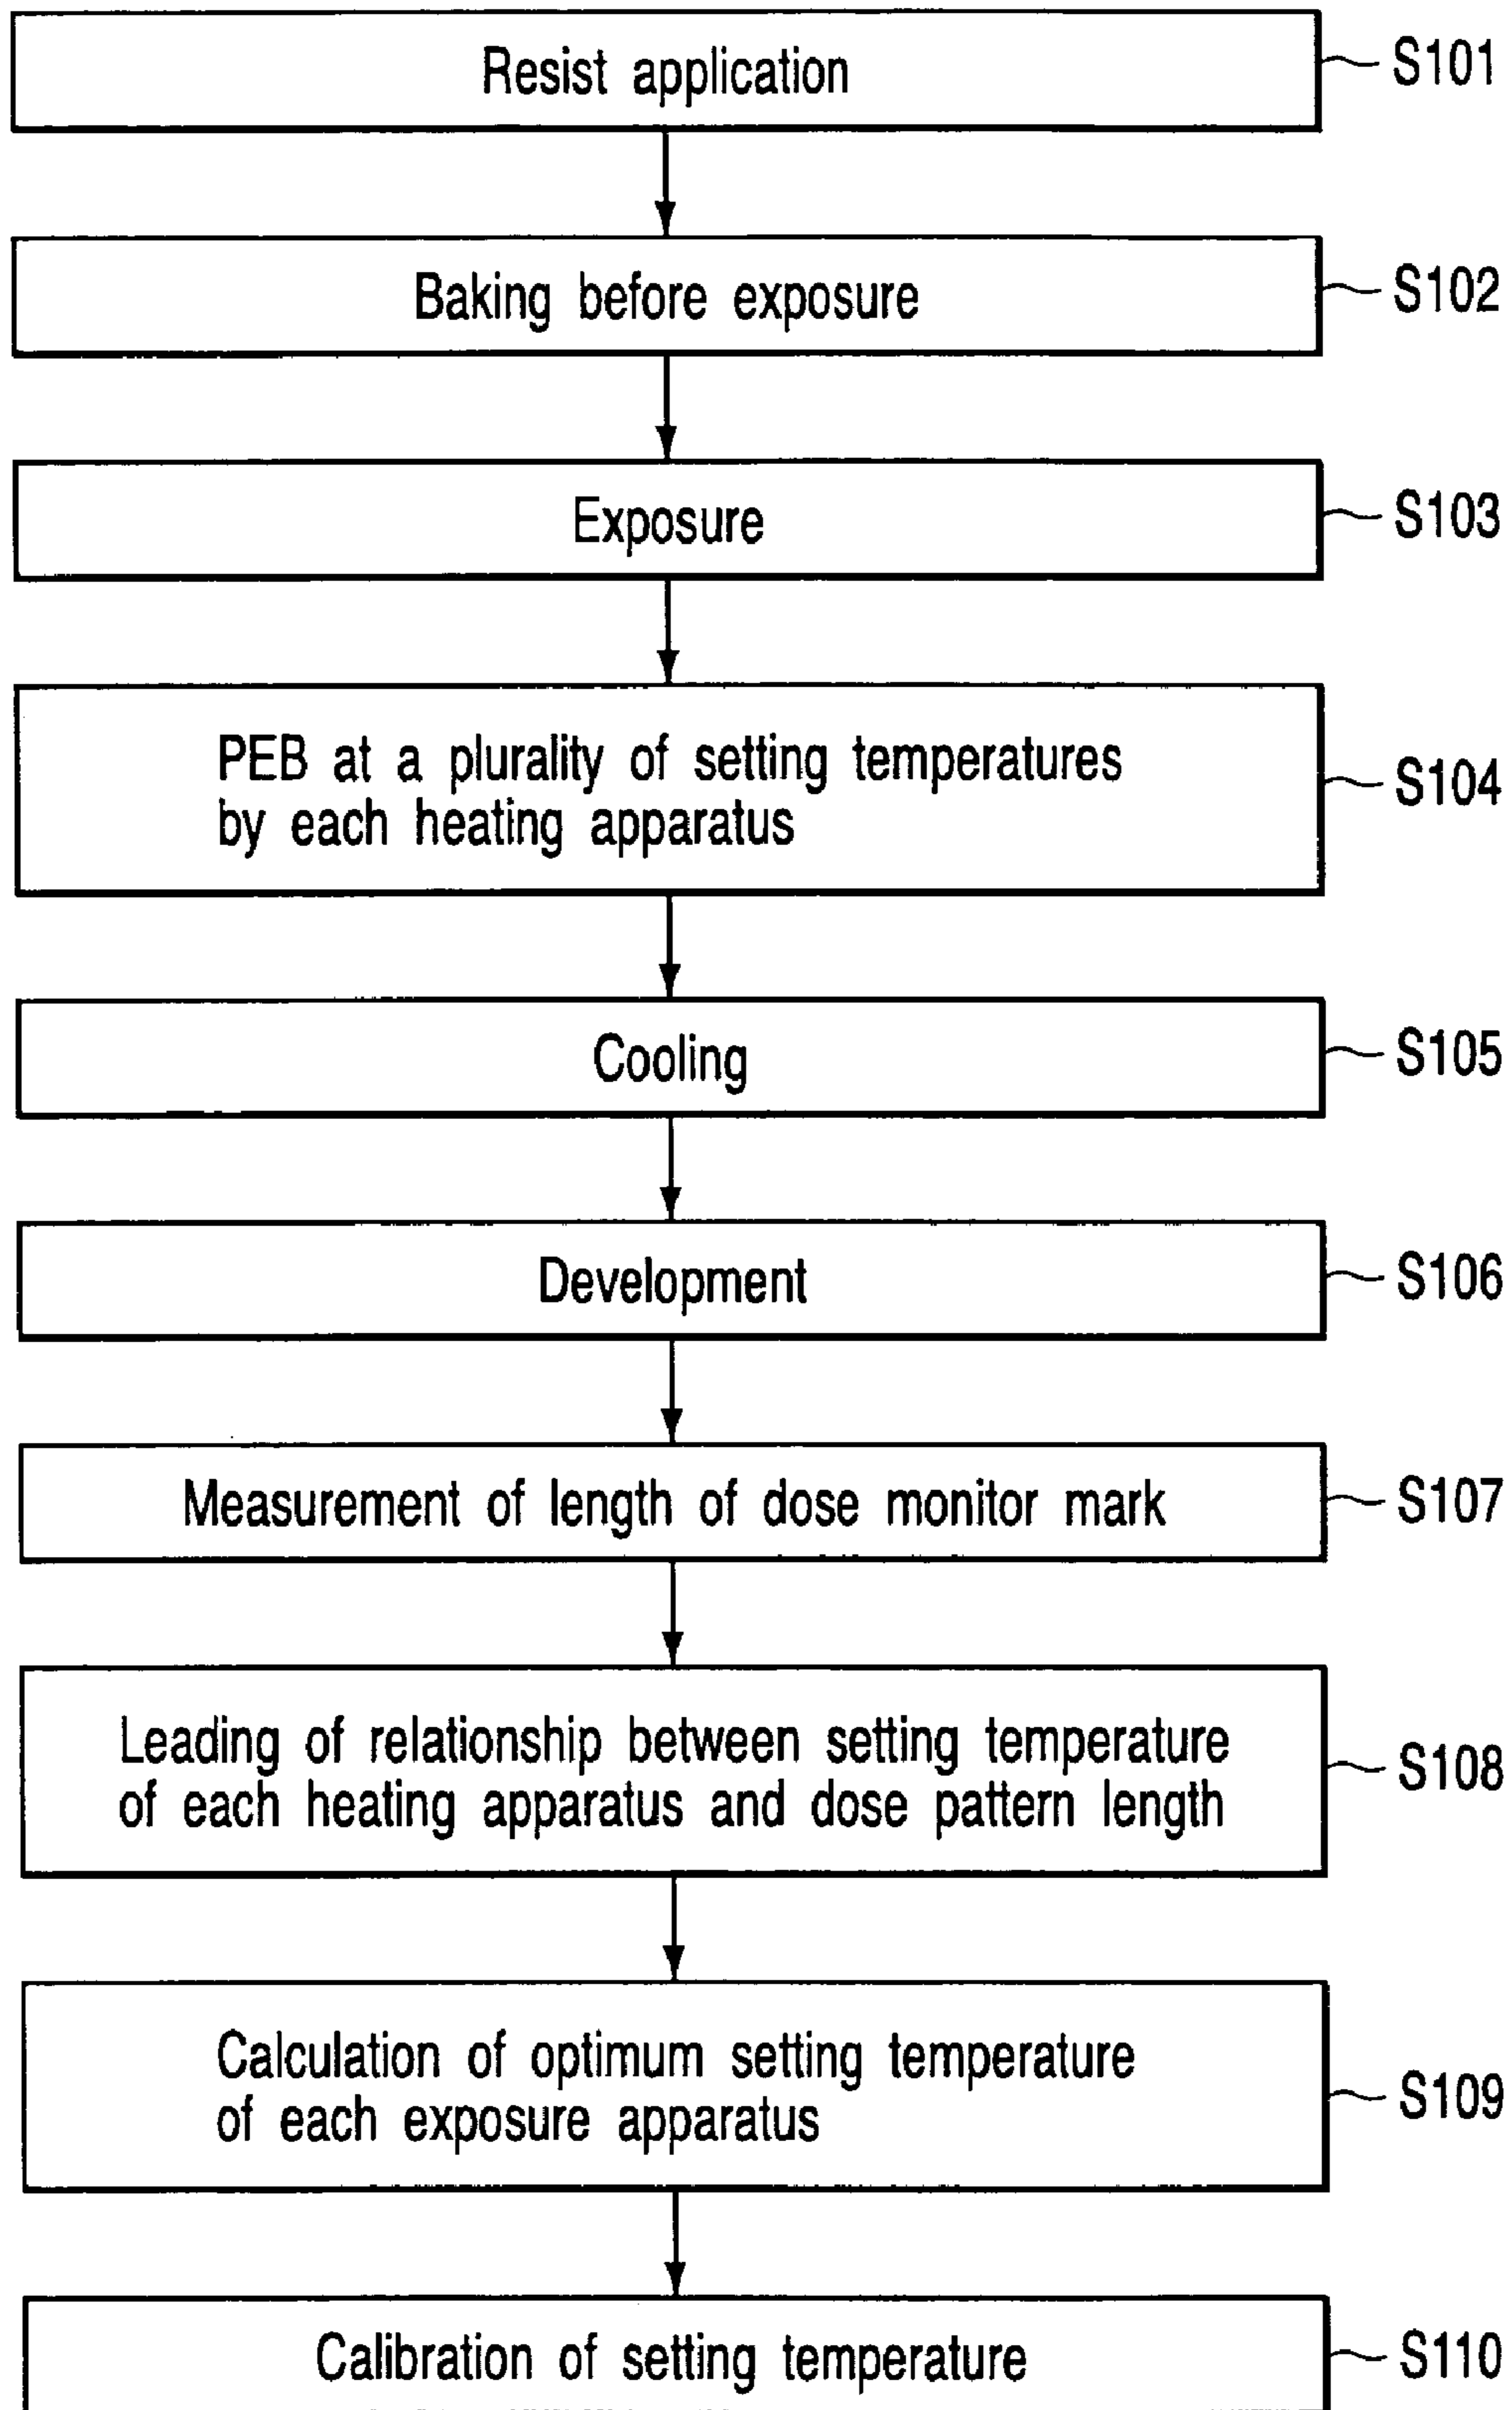 Resist application
S101
Baking before exposure
S102
Exposure
S103
PEB at a plurality of setting temperatures
by each heating apparatus
S104
Cooling
S105
Development
S106
Measurement of length of dose monitor mark
S107
Leading of relationship between setting temperature
of each heating apparatus and dose pattern length
S108
Calculation of optimum setting temperature
of each exposure apparatus
S109
Calibration of setting temperature
S110